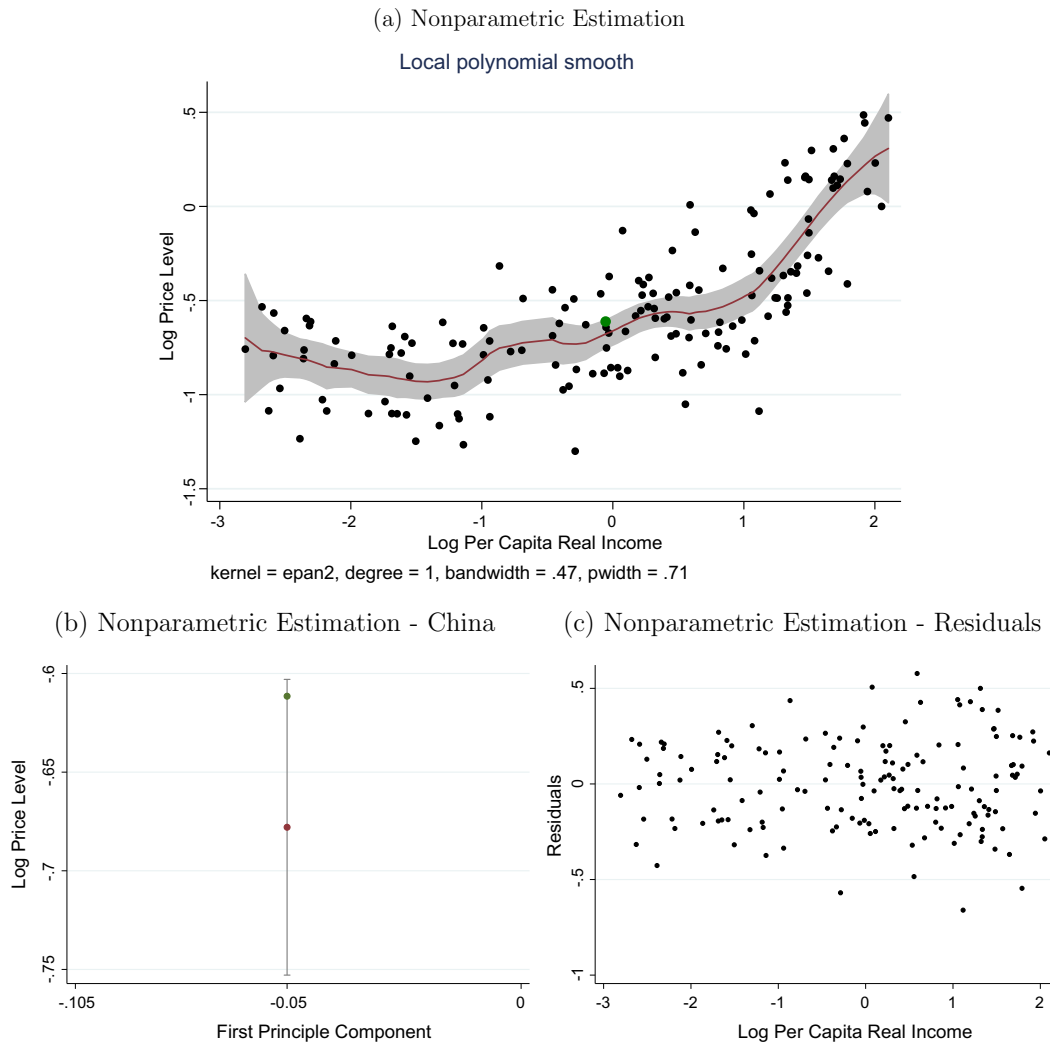 (a) Nonparametric Estimation
Local polynomial smooth
.5
0
-.5
-1
-1.5
Log Price Level
-3
-2
-1
0
1
2
Log Per Capita Real Income
kernel = epan2, degree = 1, bandwidth = .47, pwidth = .71
(b) Nonparametric Estimation - China
-.6
-.65
-.7
-.75
Log Price Level
-.105
-0.05
0
First Principle Component
(c) Nonparametric Estimation - Residuals
.5
0
-.5
-1
Residuals
-3
-2
-1
0
1
2
Log Per Capita Real Income